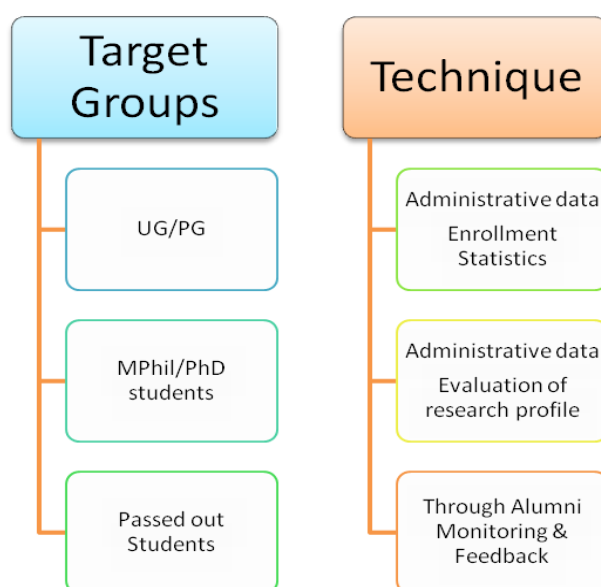 Target
Groups
UG/PG
MPhil/PhD
students
Passed out
Students
Technique
Administrative data
Enrollment
Statistics
Administrative data
Evaluation of
research profile
Through Alumni
Monitoring &
Feedback